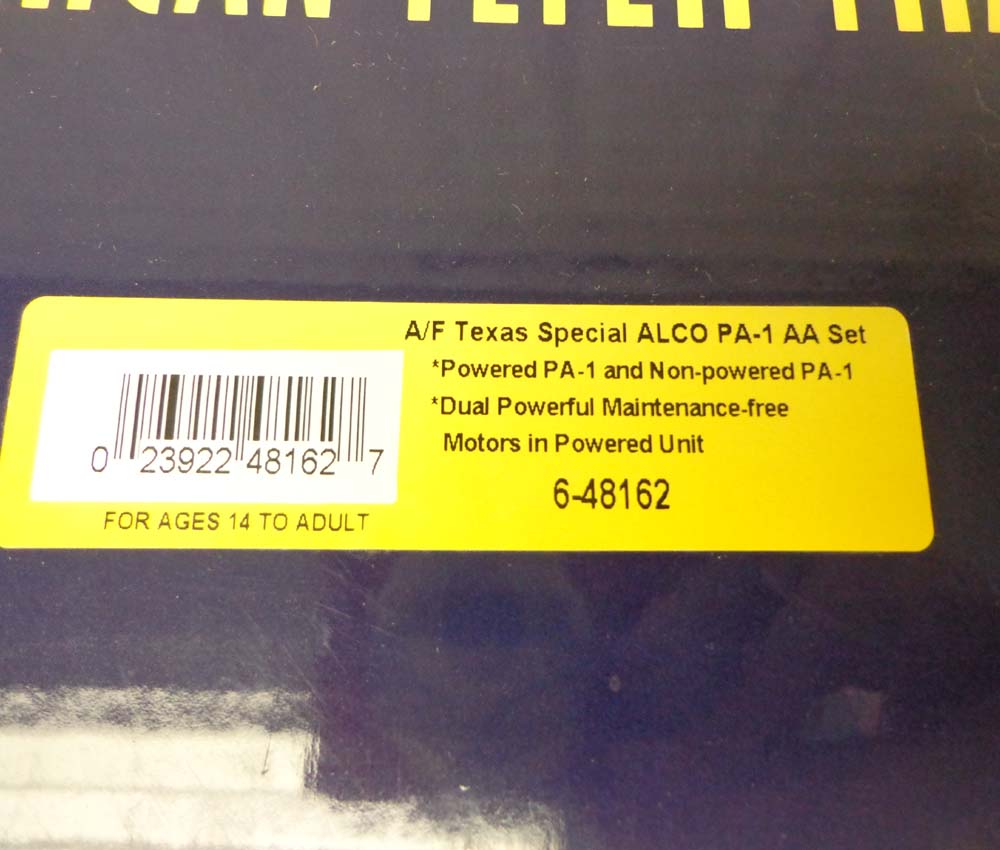 A/F Texas Special ALCO PA-1 AA Set
*Powered PA-1 and Non-powered PA-1
*Dual Powerful Maintenance-free
Motors in Powered Unit
6-48162
0 23922 48162 7
FOR AGES 14 TO ADULT